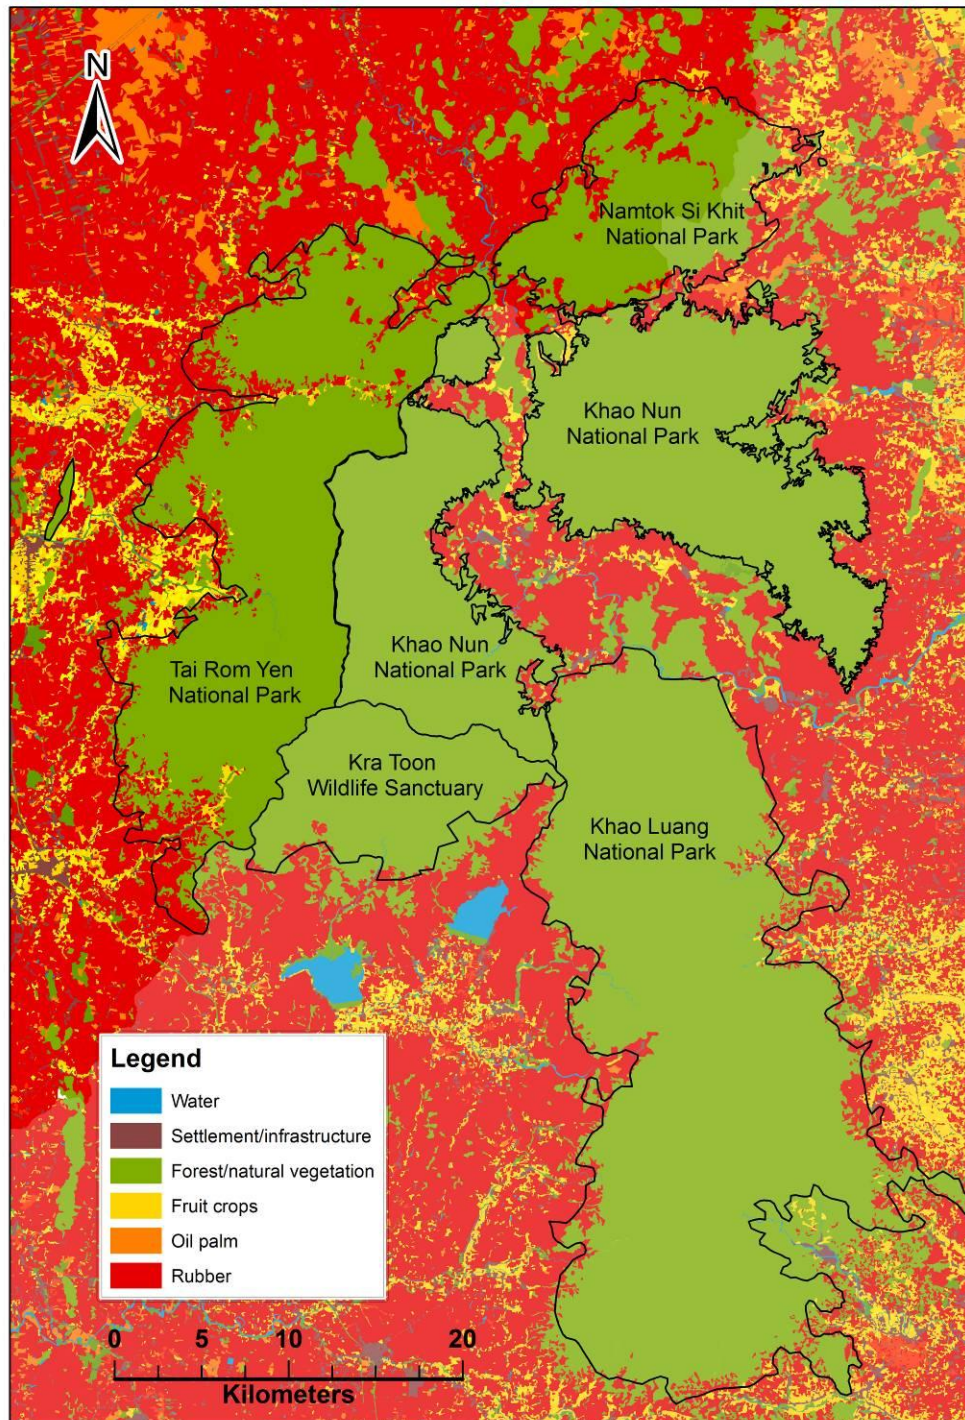 N
Namtok Si Khit
National Park
Khao Nun
National Park
Khao Nun
National Park
Tai Rom Yen
National Park
Kra Toon
Wildlife Sanctuary
Khao Luang
National Park
Legend
Water
Settlement/infrastructure
Forest/natural vegetation
Fruit crops
Oil palm
Rubber
0 5 10 20
Kilometers